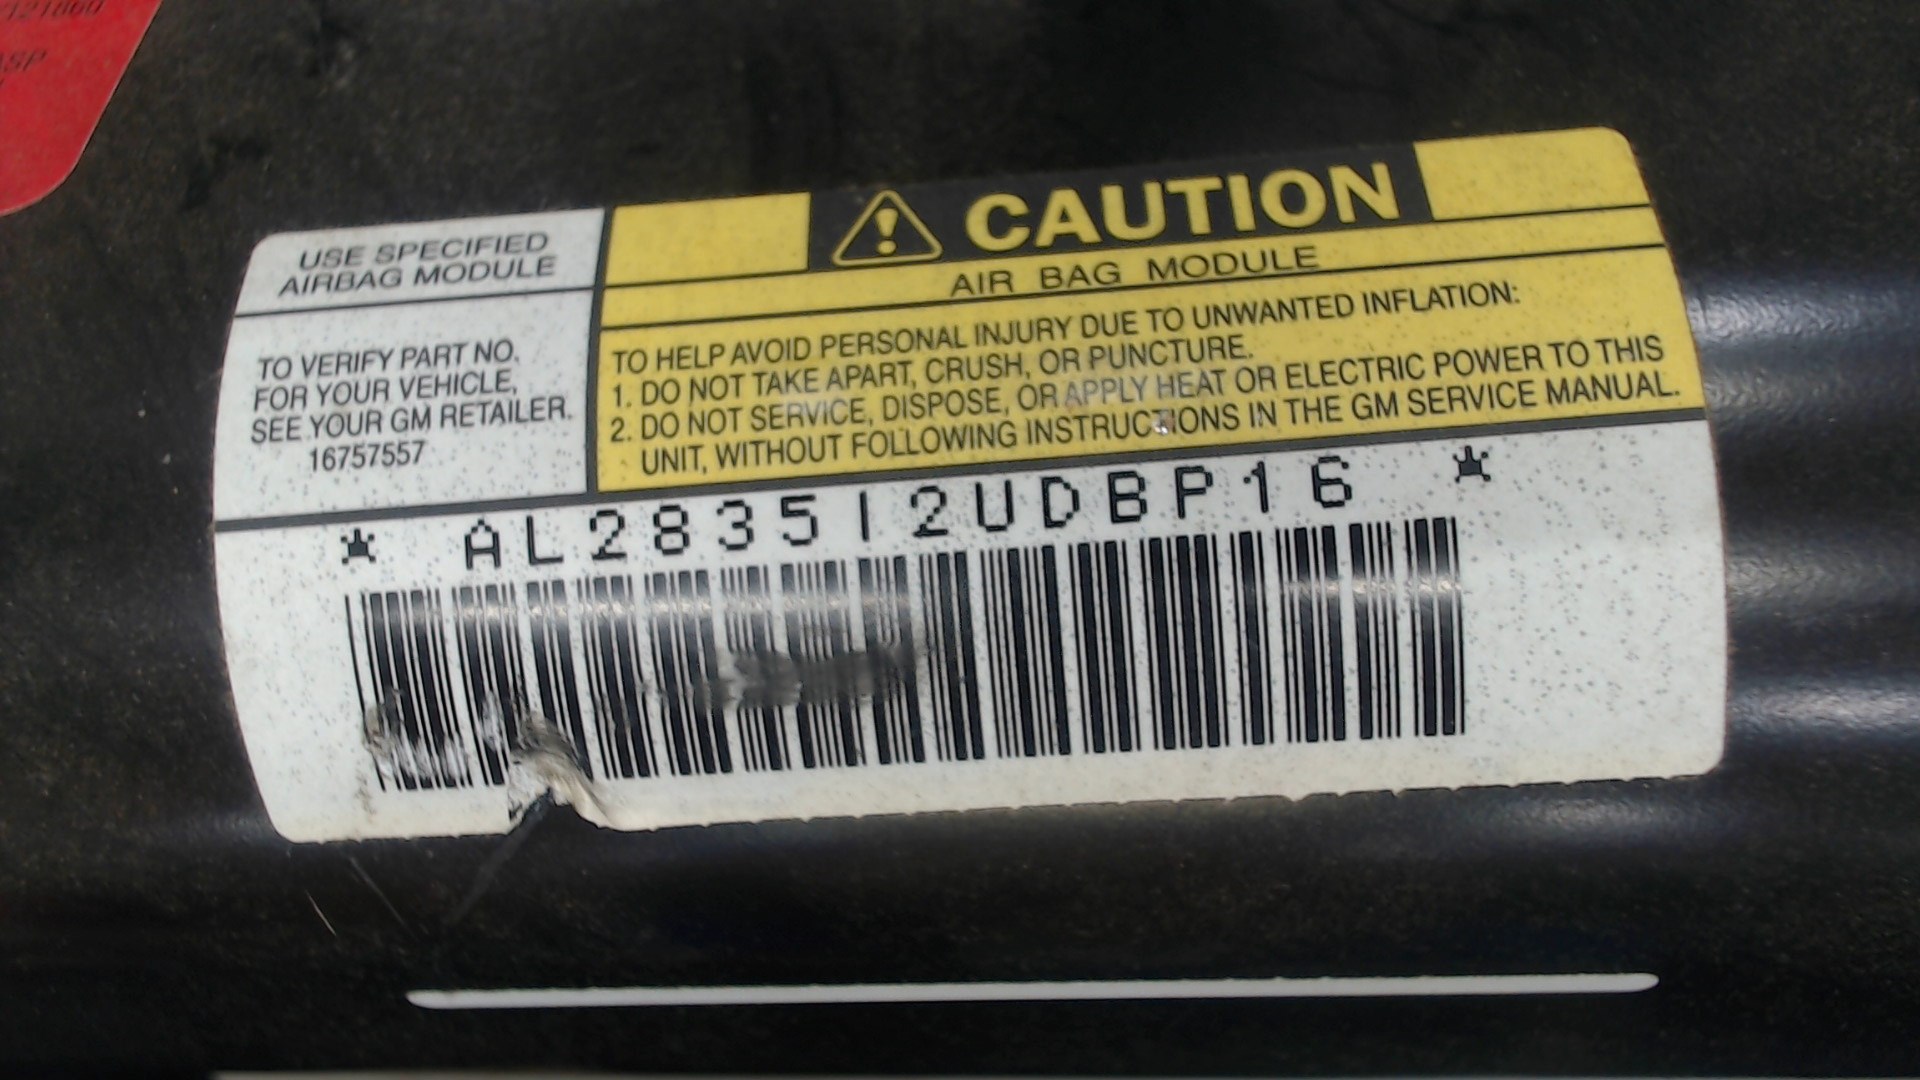 USE SPECIFIED
AIRBAG MODULE
TO VERIFY PART NO.
FOR YOUR VEHICLE,
SEE YOUR GM RETAILER.
16757557
CAUTION
AIR BAG MODULE
TO HELP AVOID PERSONAL INJURY DUE TO UNWANTED INFLATION:
1. DO NOT TAKE APART, CRUSH, OR PUNCTURE.
2. DO NOT SERVICE, DISPOSE, OR APPLY HEAT OR ELECTRIC POWER TO THIS
UNIT, WITHOUT FOLLOWING INSTRUCTIONS IN THE GM SERVICE MANUAL.
* AL2835I2UDBP16 *